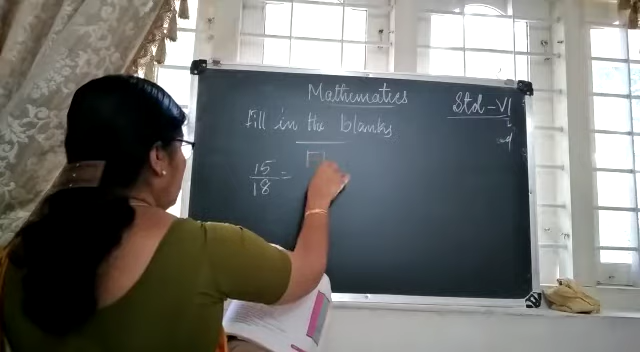 Mathematics
Std - VI
Fill in the blanks
15/18 =